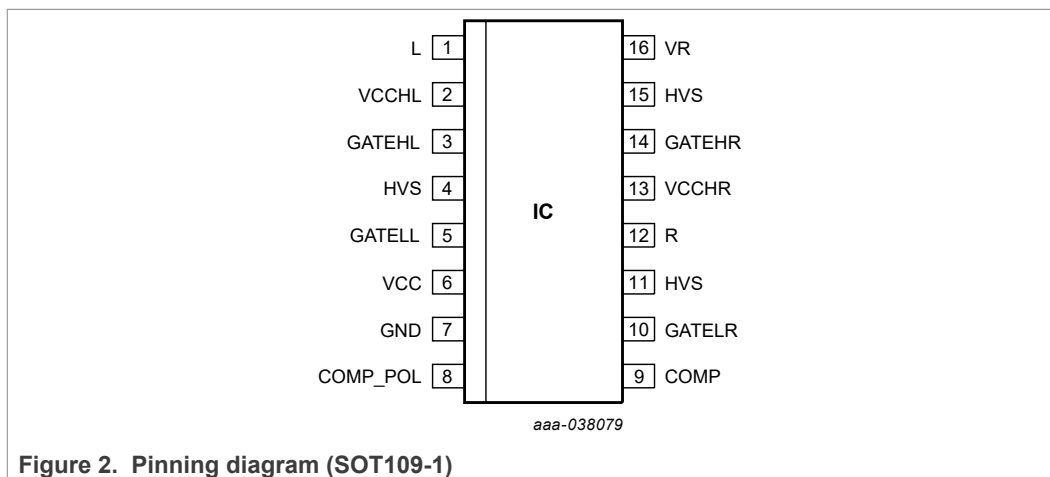 L 1 16 VR
VCCHL 2 15 HVS
GATEHL 3 14 GATEHR
HVS 4 13 VCCHR
IC
GATELL 5 12 R
VCC 6 11 HVS
GND 7 10 GATELR
COMP_POL 8 9 COMP
aaa-038079
Figure 2. Pinning diagram (SOT109-1)